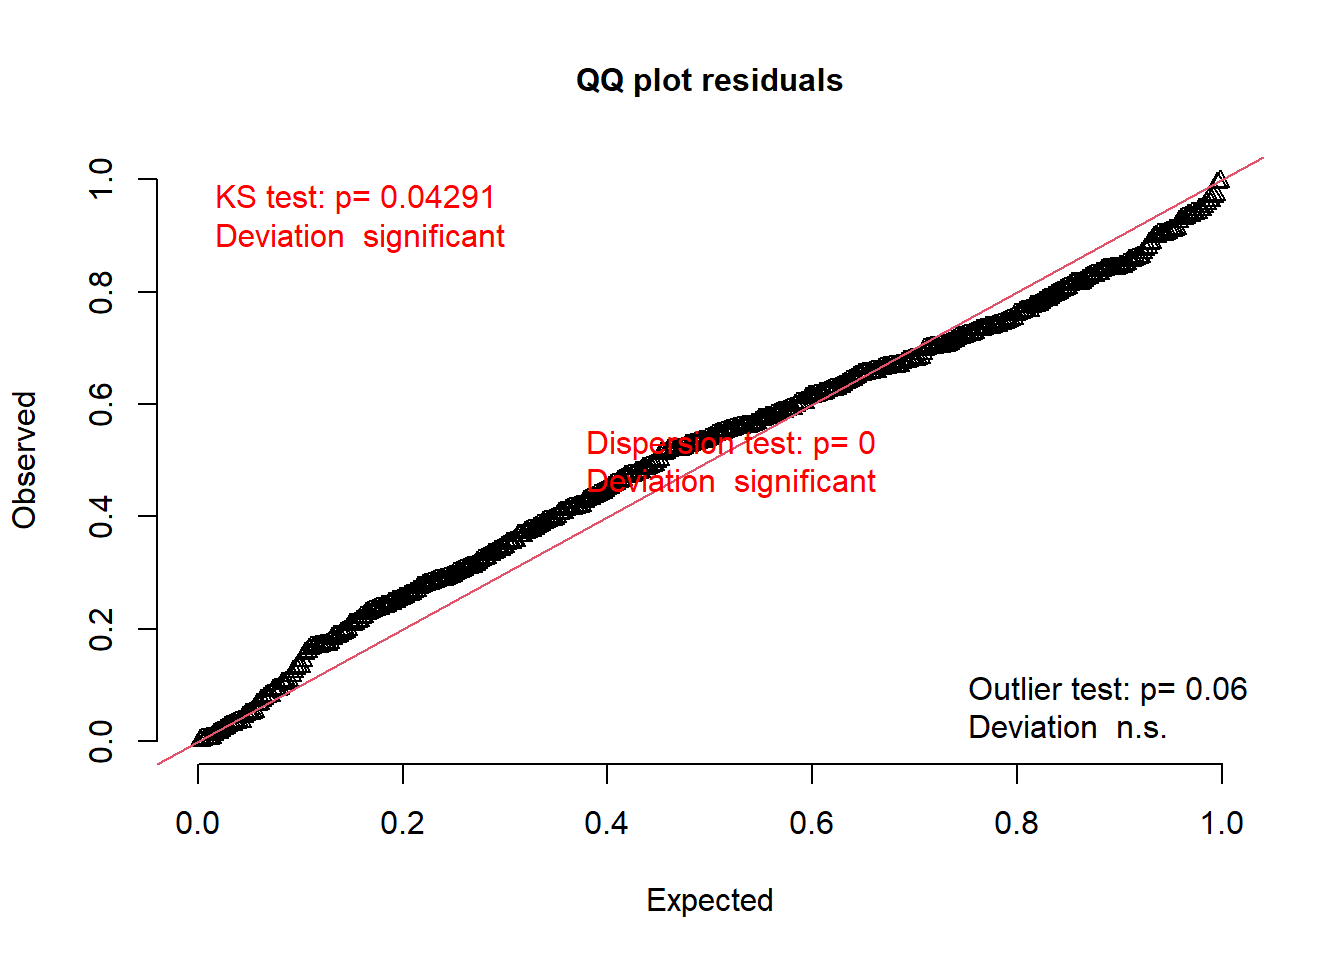 QQ plot residuals
KS test: p= 0.04291
Deviation  significant
Dispersion test: p= 0
Deviation  significant
Outlier test: p= 0.06
Deviation  n.s.
Observed
1.0
0.8
0.6
0.4
0.2
0.0
0.0 0.2 0.4 0.6 0.8 1.0
Expected